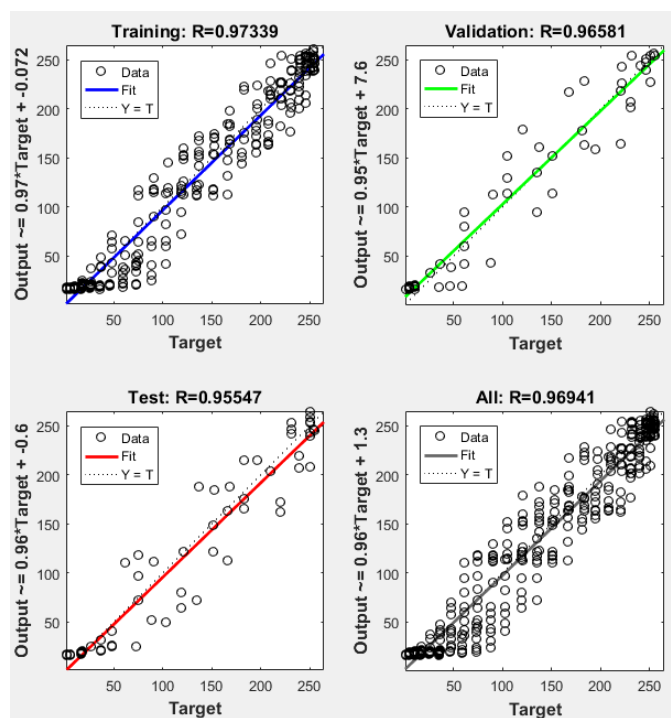 Training: R=0.97339
Output ~= 0.97*Target + -0.072
250
200
150
100
50
Data
Fit
Y = T
50 100 150 200 250
Target
Validation: R=0.96581
Output ~= 0.95*Target + 7.6
250
200
150
100
50
Data
Fit
Y = T
50 100 150 200 250
Target
Test: R=0.95547
Output ~= 0.96*Target + -0.6
250
200
150
100
50
Data
Fit
Y = T
50 100 150 200 250
Target
All: R=0.96941
Output ~= 0.96*Target + 1.3
250
200
150
100
50
Data
Fit
Y = T
50 100 150 200 250
Target